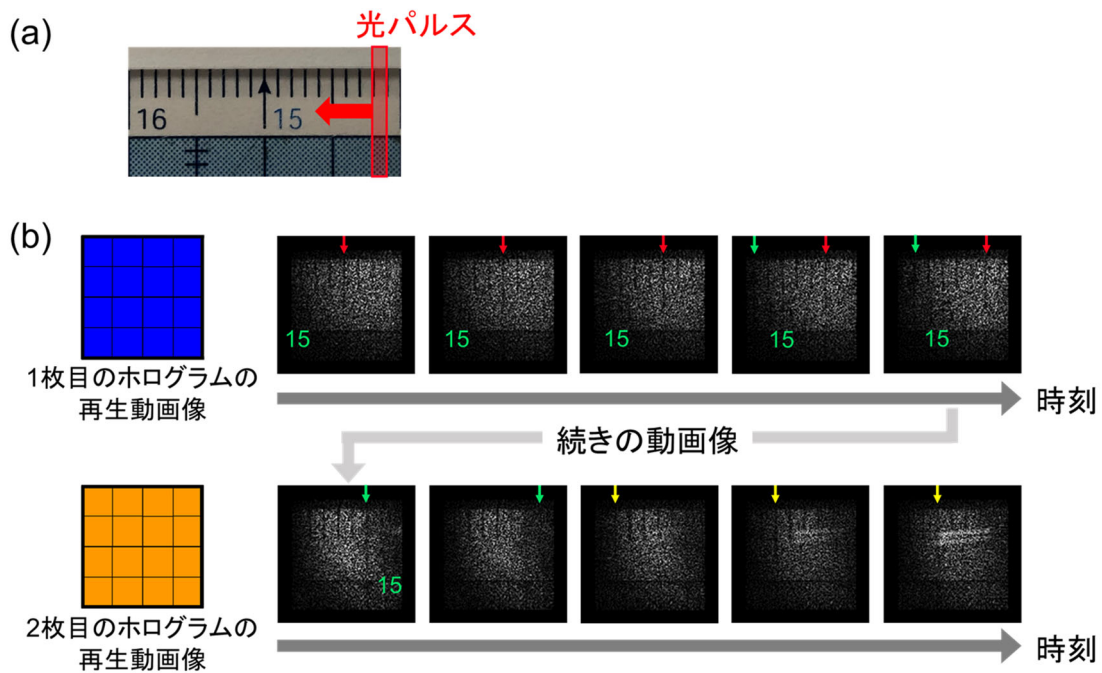 (a)
光パルス
16
15
(b)
15
15
15
15
15
1枚目のホログラムの
再生動画像
時刻
続きの動画像
15
2枚目のホログラムの
再生動画像
時刻